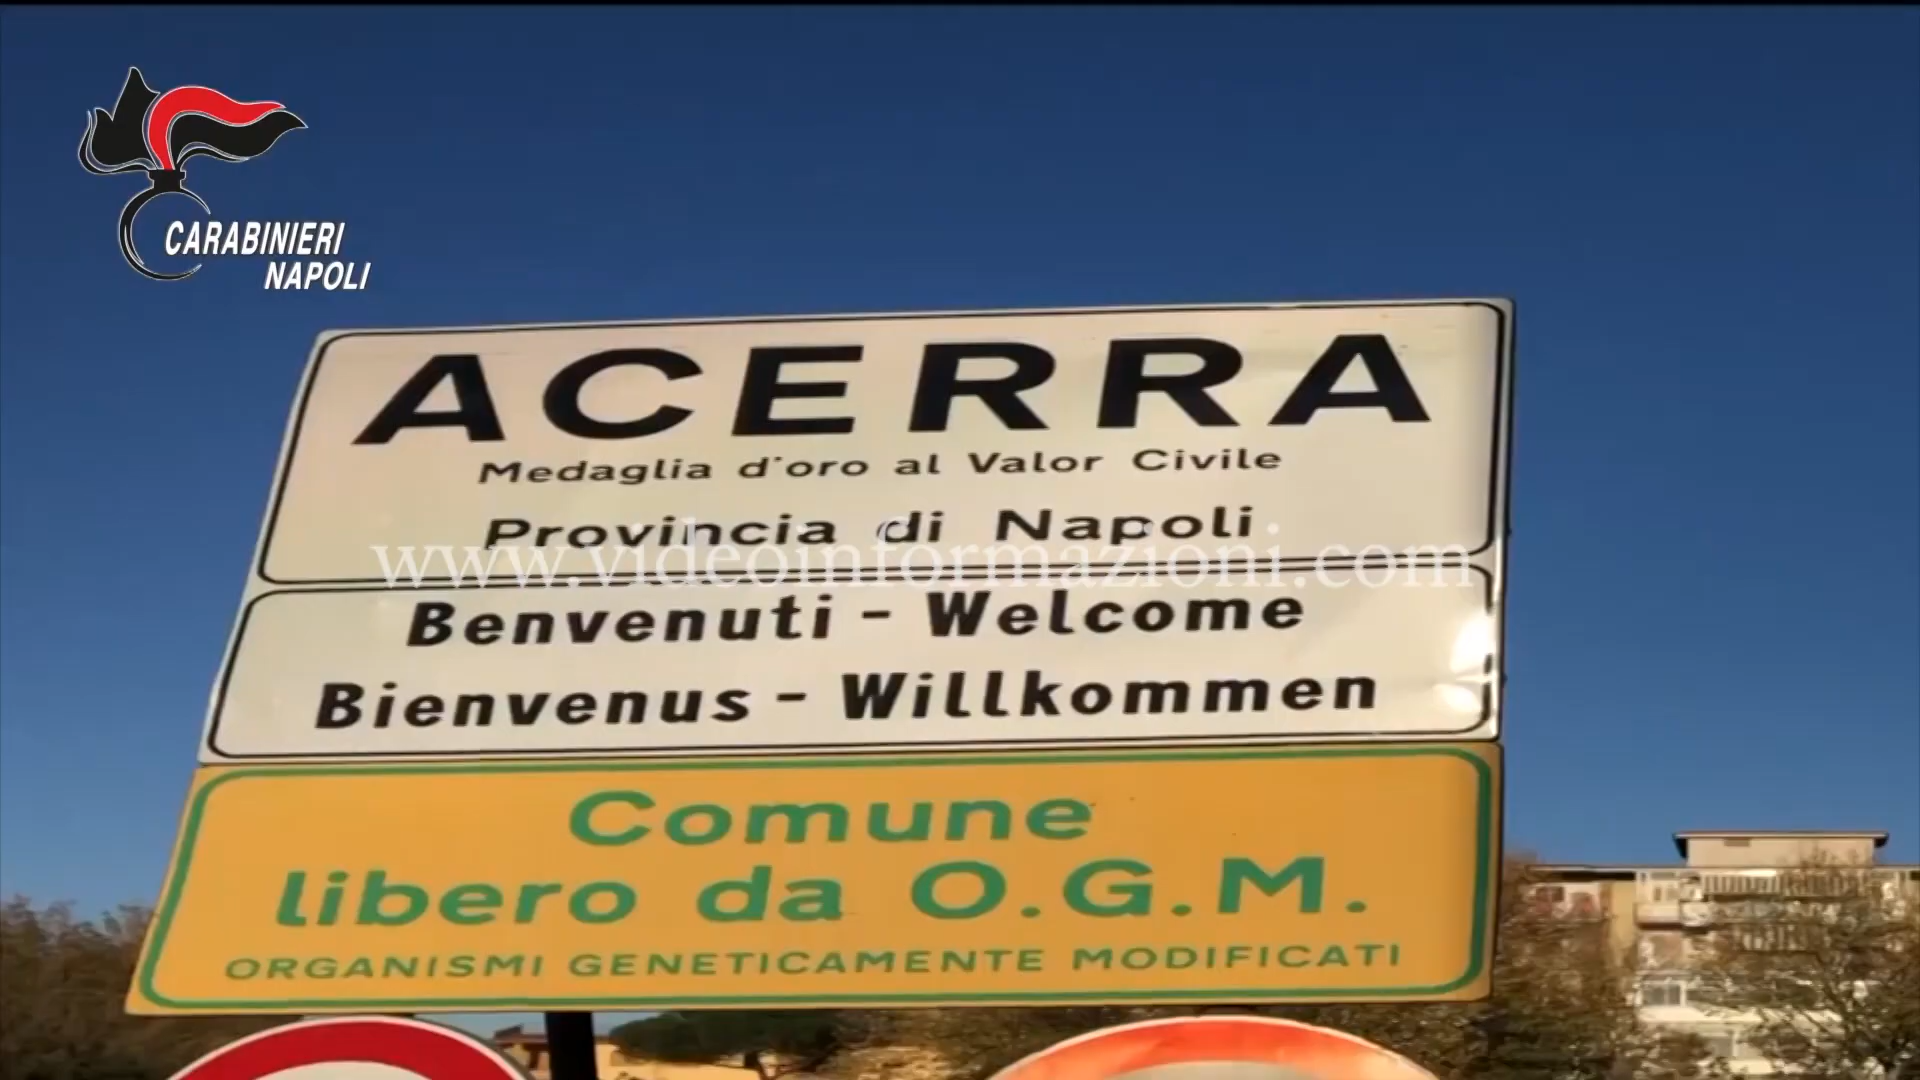 CARABINIERI
NAPOLI
ACERRA
Medaglia d'oro al Valor Civile
Provincia di Napoli
www.videoinformazioni.com
Benvenuti - Welcome
Bienvenus - Willkommen
Comune
libero da O.G.M.
ORGANISMI GENETICAMENTE MODIFICATI